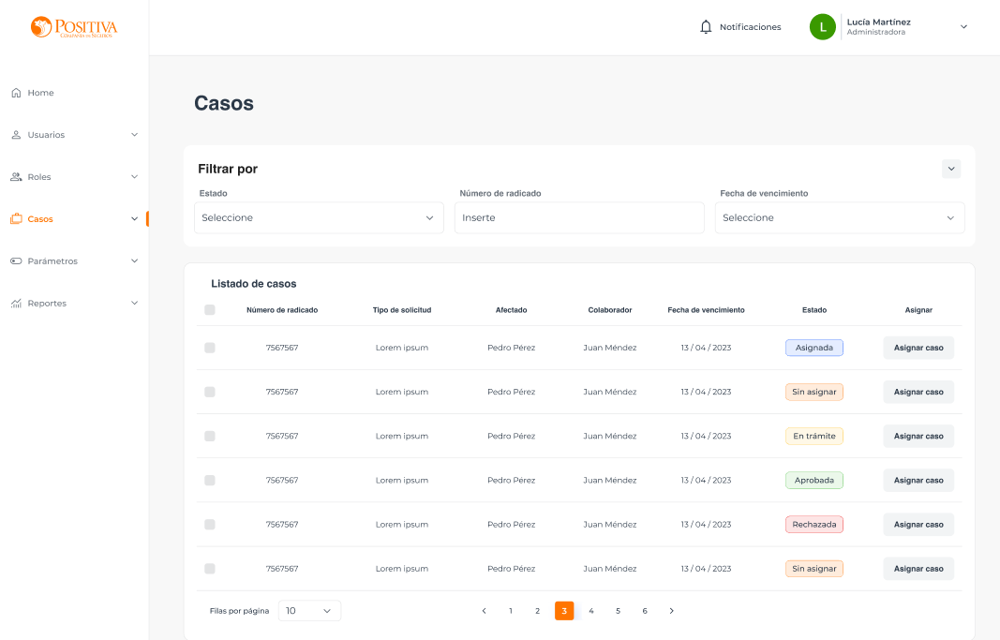 POSITIVA
COMPAÑÍA DE SEGUROS
Notificaciones
L
Lucía Martínez
Administradora
Home
Usuarios
Roles
Casos
Parámetros
Reportes
Casos
Filtrar por
Estado Número de radicado Fecha de vencimiento
Seleccione Inserte Seleccione
Listado de casos
Número de radicado Tipo de solicitud Afectado Colaborador Fecha de vencimiento Estado Asignar
7567567 Lorem ipsum Pedro Pérez Juan Méndez 13 / 04 / 2023 Asignada Asignar caso
7567567 Lorem ipsum Pedro Pérez Juan Méndez 13 / 04 / 2023 Sin asignar Asignar caso
7567567 Lorem ipsum Pedro Pérez Juan Méndez 13 / 04 / 2023 En trámite Asignar caso
7567567 Lorem ipsum Pedro Pérez Juan Méndez 13 / 04 / 2023 Aprobada Asignar caso
7567567 Lorem ipsum Pedro Pérez Juan Méndez 13 / 04 / 2023 Rechazada Asignar caso
7567567 Lorem ipsum Pedro Pérez Juan Méndez 13 / 04 / 2023 Sin asignar Asignar caso
Filas por página 10 1 2 3 4 5 6